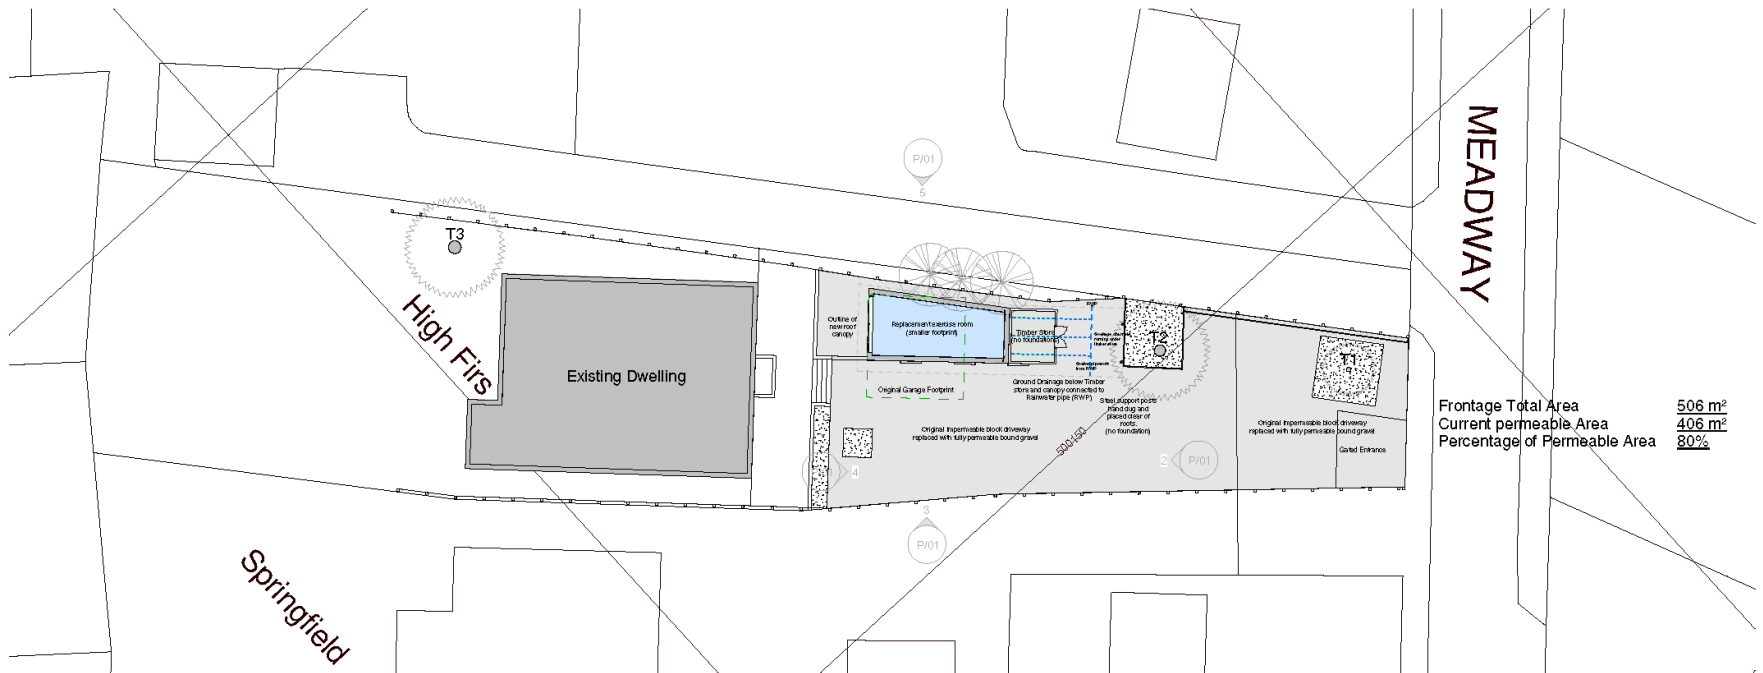 MEADWAY
P/01
5
T3
High Firs
Existing Dwelling
Outline of
new roof
canopy
Replacement exercise room
(smaller footprint)
Timber Store
(no foundations)
RWP
T2
T1
Original Garage Footprint
Ground Drainage below Timber
store and canopy connected to
Rainwater pipe (RWP)
Steel support posts
hand dug and
placed clear of
roots.
(no foundation)
Original impermeable block driveway
replaced with fully permeable bound gravel
Original impermeable block driveway
replaced with fully permeable bound gravel
Gated Entrance
500150
Frontage Total Area 506 m²
Current permeable Area 406 m²
Percentage of Permeable Area 80%
4
2
P/01
3
P/01
Springfield